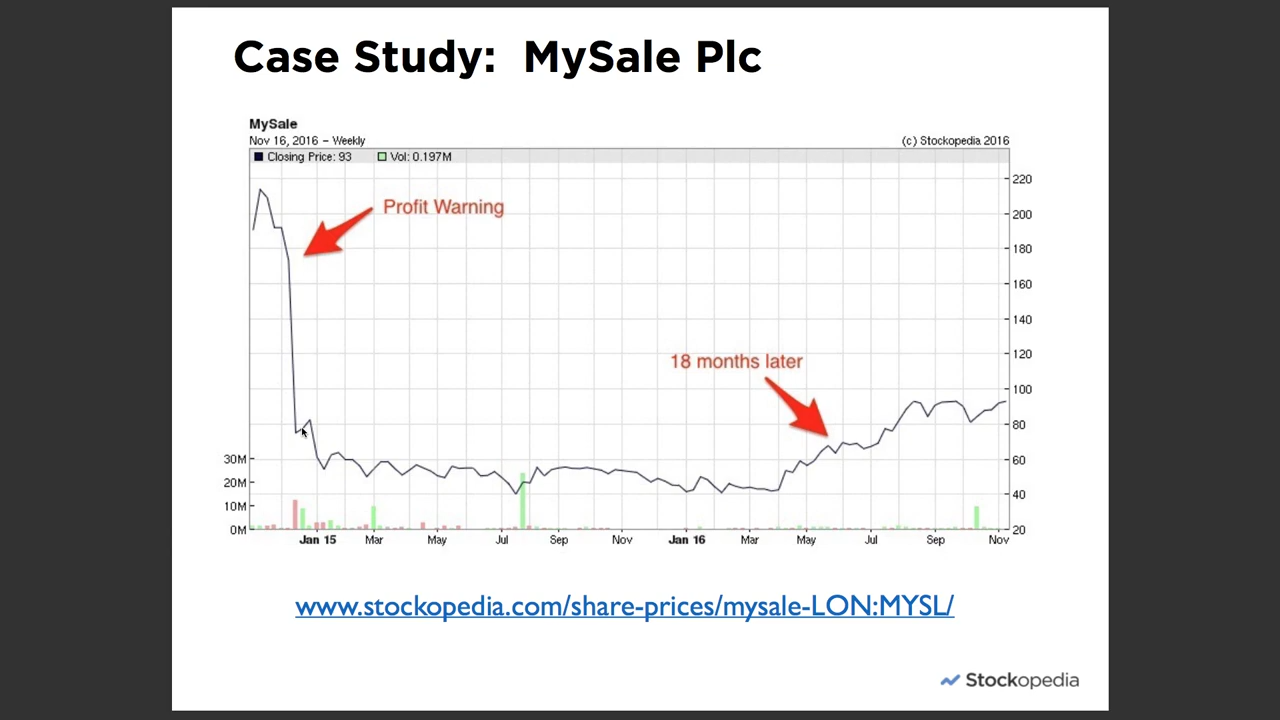 Case Study: MySale Plc
MySale
Nov 16, 2016 – Weekly
(c) Stockopedia 2016
Closing Price: 93
Vol: 0.197M
Profit Warning
18 months later
220
200
180
160
140
120
100
80
60
40
20
30M
20M
10M
0M
Jan 15 Mar May Jul Sep Nov Jan 16 Mar May Jul Sep Nov
www.stockopedia.com/share-prices/mysale-LON:MYSL/
Stockopedia